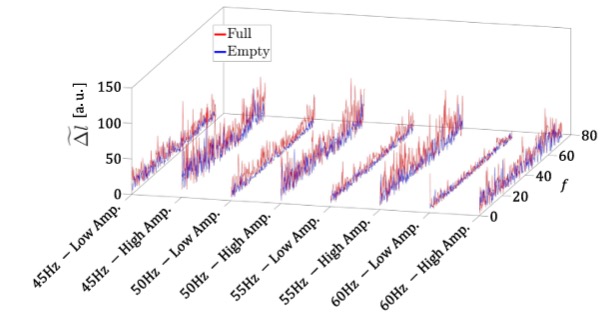 Full
Empty
Δ̃l [a.u.]
150
100
50
0
80
60
40
20
0
f
45Hz − Low Amp.
45Hz − High Amp.
50Hz − Low Amp.
50Hz − High Amp.
55Hz − Low Amp.
55Hz − High Amp.
60Hz − Low Amp.
60Hz − High Amp.